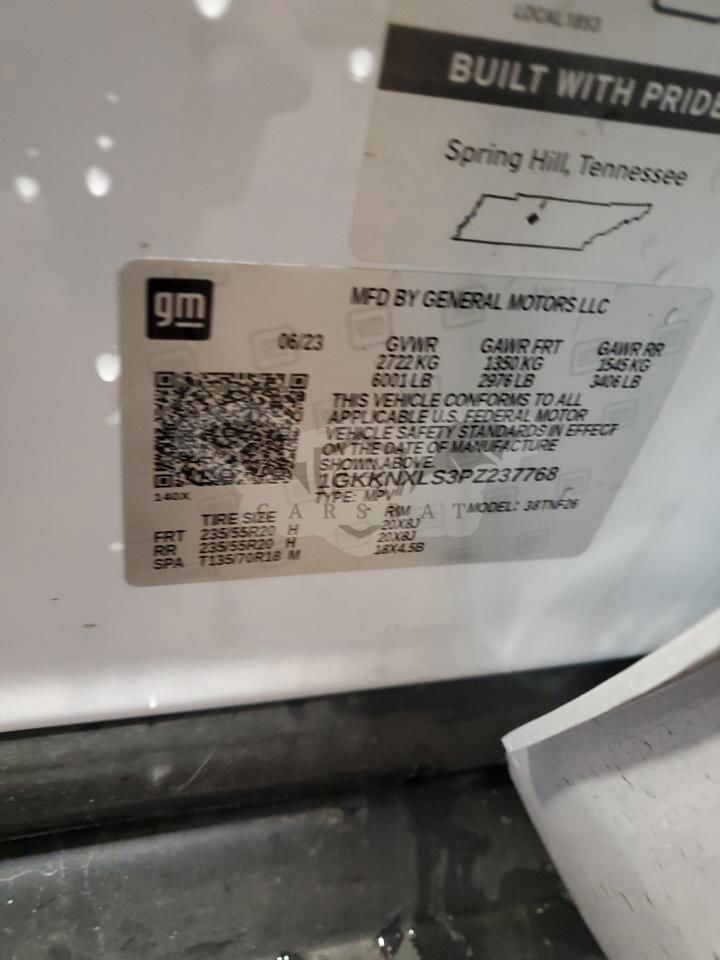 LOCAL 1853
BUILT WITH PRIDE
Spring Hill, Tennessee
gm
MFD BY GENERAL MOTORS LLC
06/23 GVWR GAWR FRT GAWR RR
2722 KG 1350 KG 1545 KG
6001 LB 2976 LB 3406 LB
THIS VEHICLE CONFORMS TO ALL
APPLICABLE U.S. FEDERAL MOTOR
VEHICLE SAFETY STANDARDS IN EFFECT
ON THE DATE OF MANUFACTURE
SHOWN ABOVE.
1GKKNXLS3PZ237768
140X
TYPE: MPV MODEL: 38TNF26
TIRE SIZE RIM
FRT 235/55R20 H 20X8J
RR 235/55R20 H 20X8J
SPA T135/70R18 M 18X4.5B